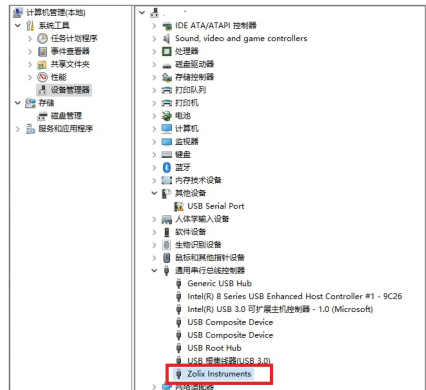 计算机管理(本地)
系统工具
任务计划程序
事件查看器
共享文件夹
性能
设备管理器
存储
磁盘管理
服务和应用程序
IDE ATA/ATAPI 控制器
Sound, video and game controllers
处理器
磁盘驱动器
存储控制器
打印队列
打印机
电池
计算机
监视器
键盘
蓝牙
内存技术设备
其他设备
USB Serial Port
人体学输入设备
软件设备
生物识别设备
鼠标和其他指针设备
通用串行总线控制器
Generic USB Hub
Intel(R) 8 Series USB Enhanced Host Controller #1 - 9C26
Intel(R) USB 3.0 可扩展主机控制器 - 1.0 (Microsoft)
USB Composite Device
USB Composite Device
USB Root Hub
USB 根集线器(USB 3.0)
Zolix Instruments
网络适配器